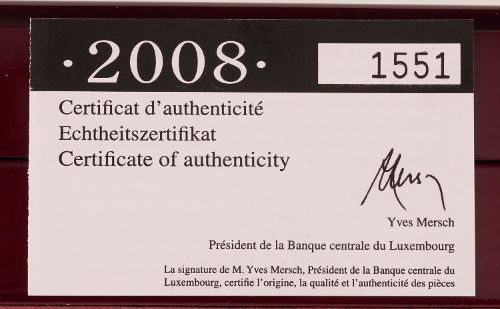 ·2008· 1551
Certificat d'authenticité
Echtheitszertifikat
Certificate of authenticity
Mersch
Yves Mersch
Président de la Banque centrale du Luxembourg
La signature de M. Yves Mersch, Président de la Banque centrale du
Luxembourg, certifie l'origine, la qualité et l'authenticité des pièces